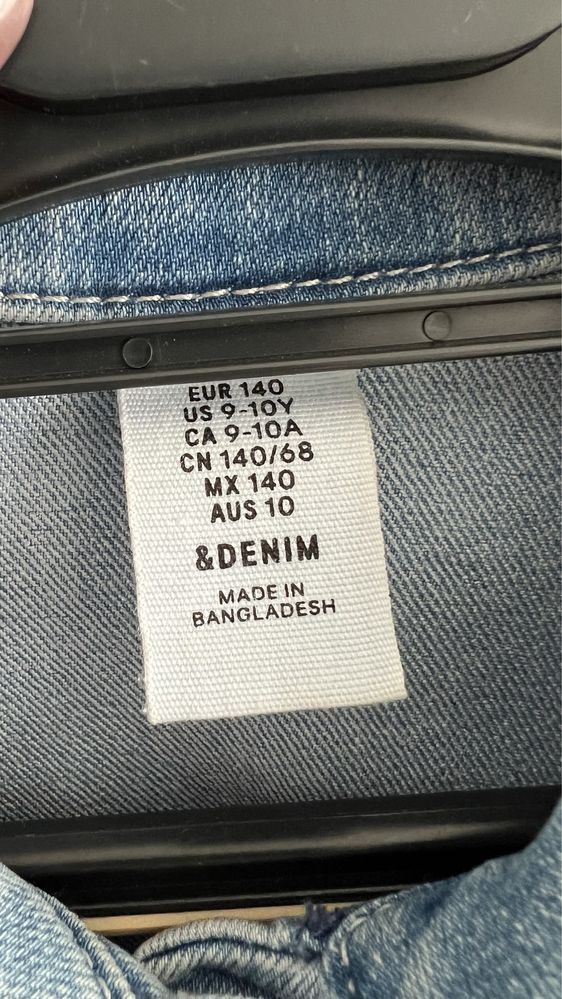 EUR 140
US 9-10Y
CA 9-10A
CN 140/68
MX 140
AUS 10
&DENIM
MADE IN
BANGLADESH